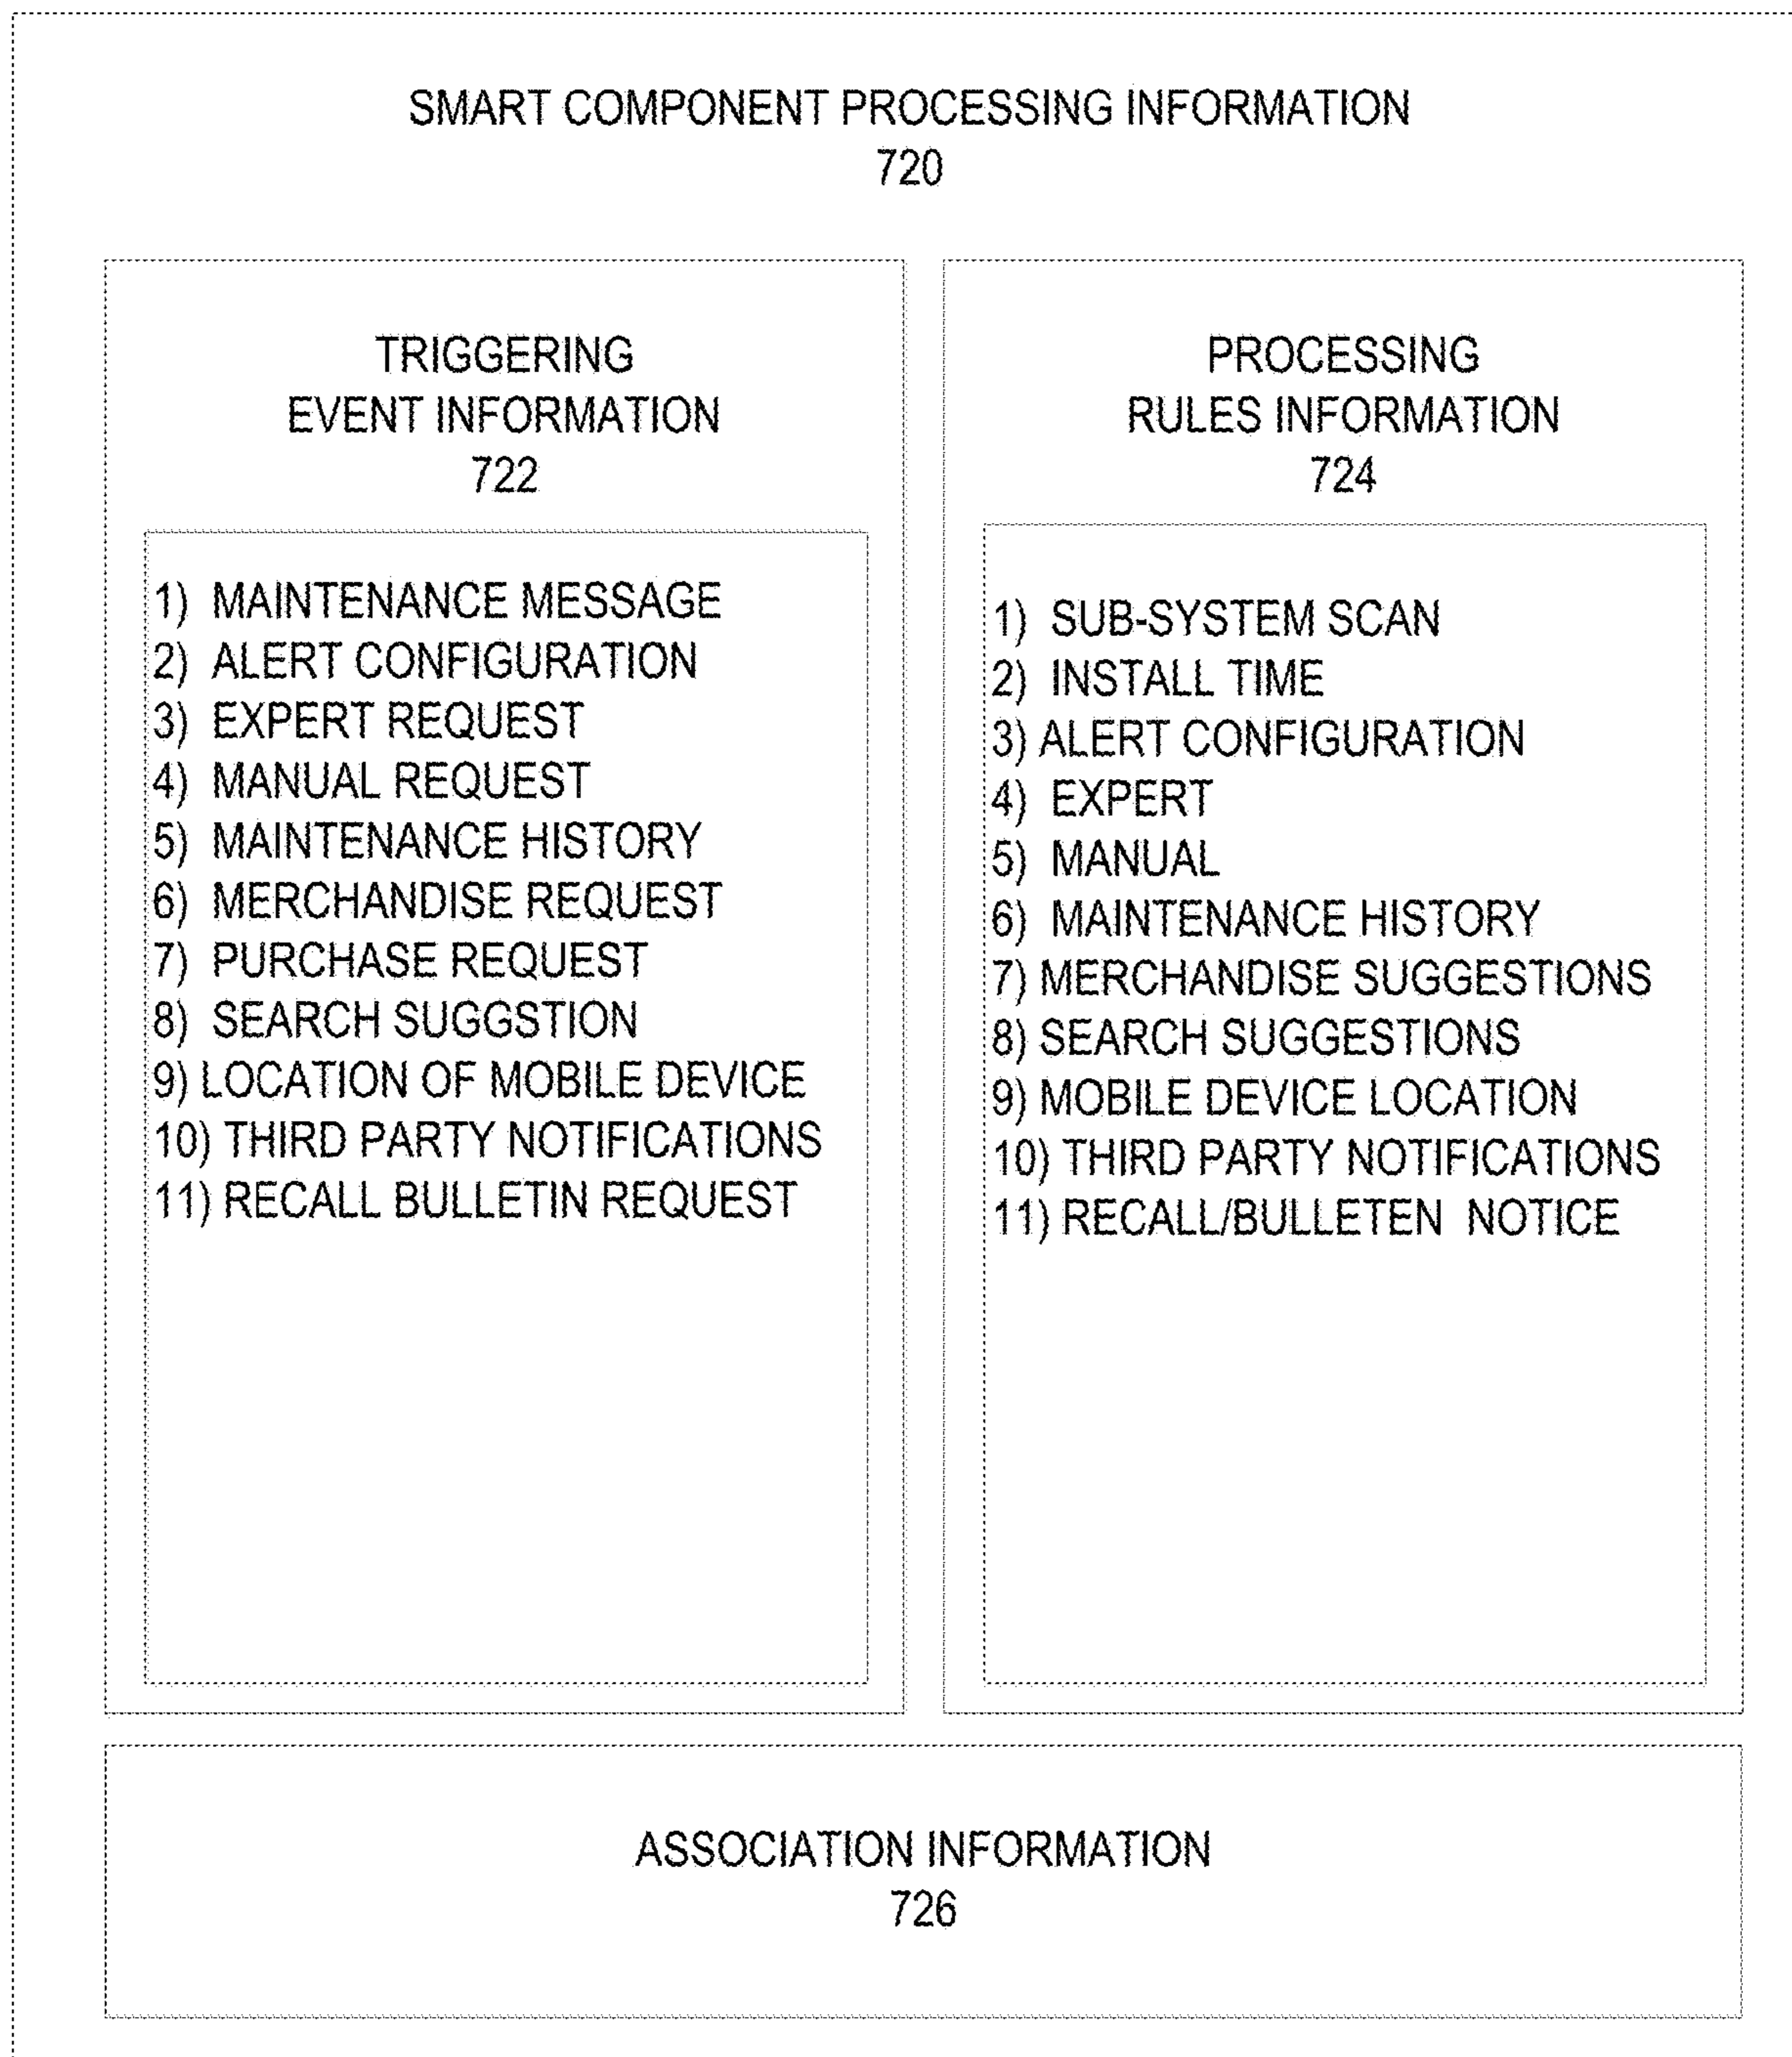 SMART COMPONENT PROCESSING INFORMATION
720
TRIGGERING
EVENT INFORMATION
722
1) MAINTENANCE MESSAGE
2) ALERT CONFIGURATION
3) EXPERT REQUEST
4) MANUAL REQUEST
5) MAINTENANCE HISTORY
6) MERCHANDISE REQUEST
7) PURCHASE REQUEST
8) SEARCH SUGGSTION
9) LOCATION OF MOBILE DEVICE
10) THIRD PARTY NOTIFICATIONS
11) RECALL BULLETIN REQUEST
PROCESSING
RULES INFORMATION
724
1) SUB-SYSTEM SCAN
2) INSTALL TIME
3) ALERT CONFIGURATION
4) EXPERT
5) MANUAL
6) MAINTENANCE HISTORY
7) MERCHANDISE SUGGESTIONS
8) SEARCH SUGGESTIONS
9) MOBILE DEVICE LOCATION
10) THIRD PARTY NOTIFICATIONS
11) RECALL/BULLETEN NOTICE
ASSOCIATION INFORMATION
726